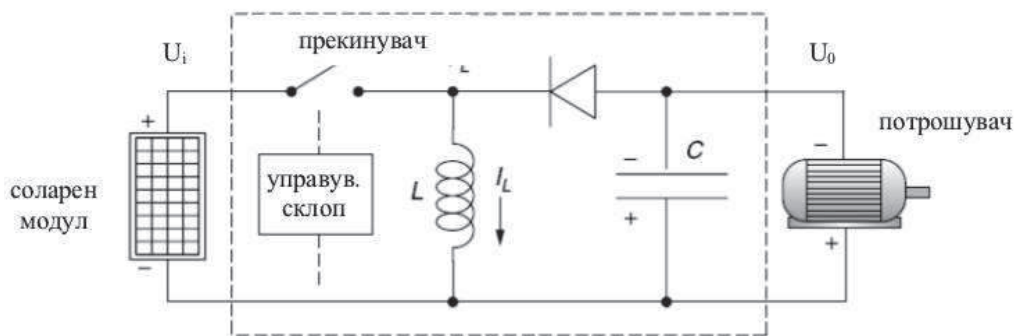 U₀
Uᵢ
прекинувач
L
потрошувач
+
−
− C
соларен
модул
управув.
склоп
L
I_L
+
−
+